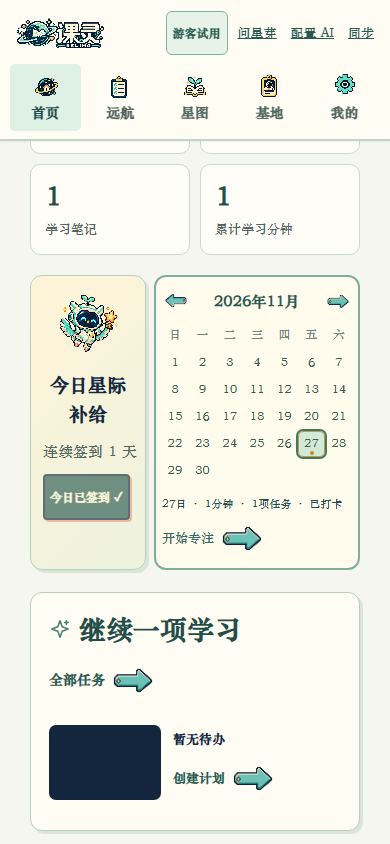 课灵
游客试用 问星芽 配置 AI 同步
首页 远航 星图 基地 我的
1 1
学习笔记 累计学习分钟
今日星际
补给
连续签到 1 天
今日已签到 ✓
2026年11月
日 一 二 三 四 五 六
1 2 3 4 5 6 7
8 9 10 11 12 13 14
15 16 17 18 19 20 21
22 23 24 25 26 27 28
29 30
27日 · 1分钟 · 1项任务 · 已打卡
开始专注
继续一项学习
全部任务
暂无待办
创建计划